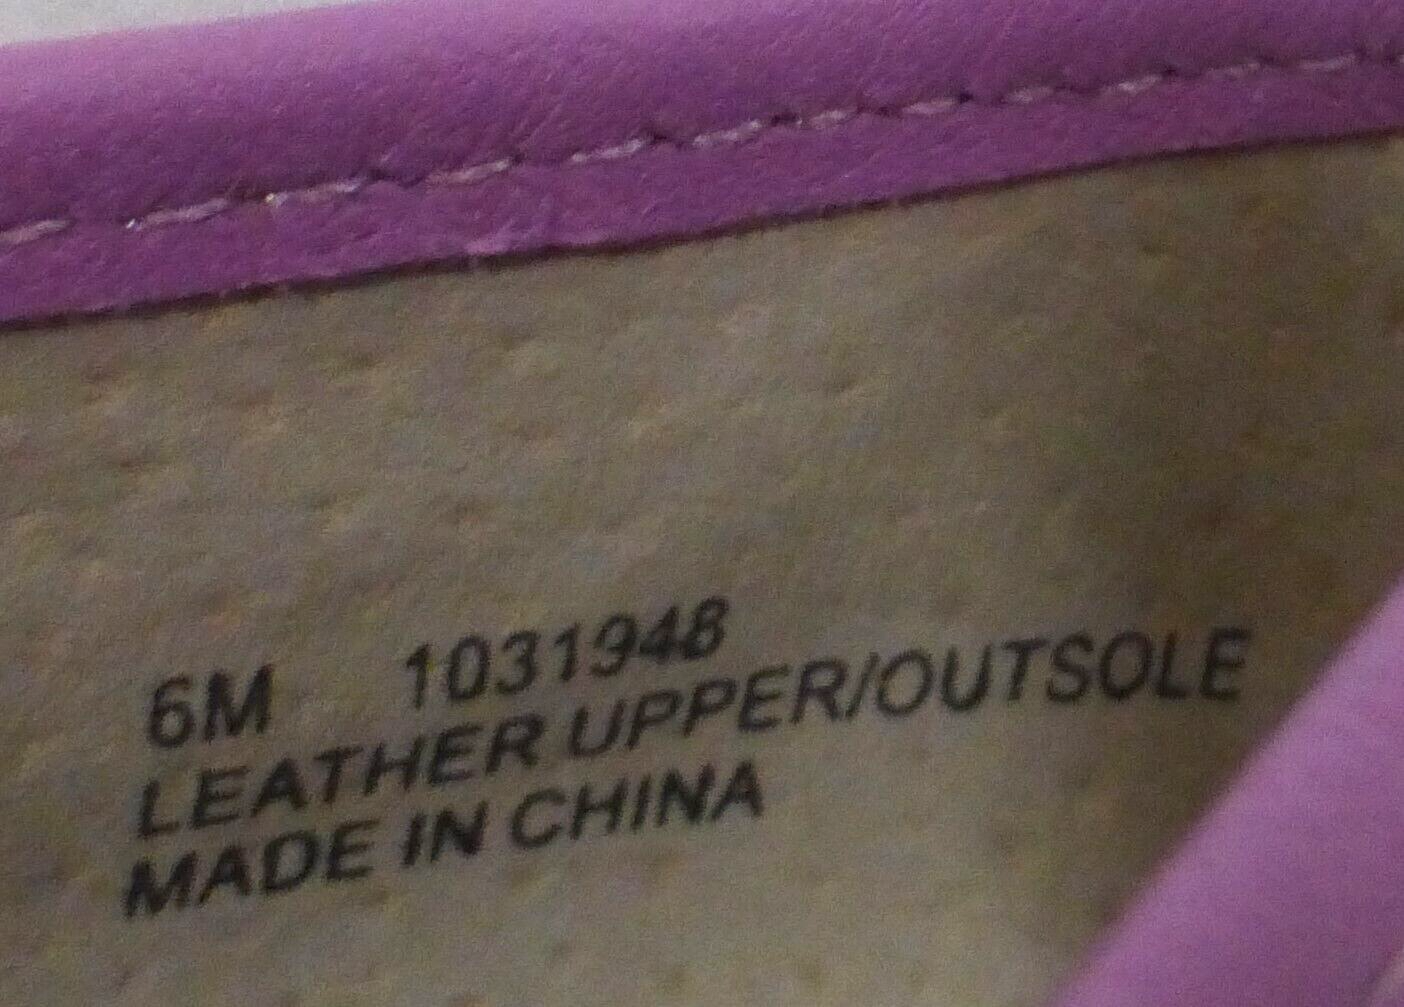 6M 1031948
LEATHER UPPER/OUTSOLE
MADE IN CHINA